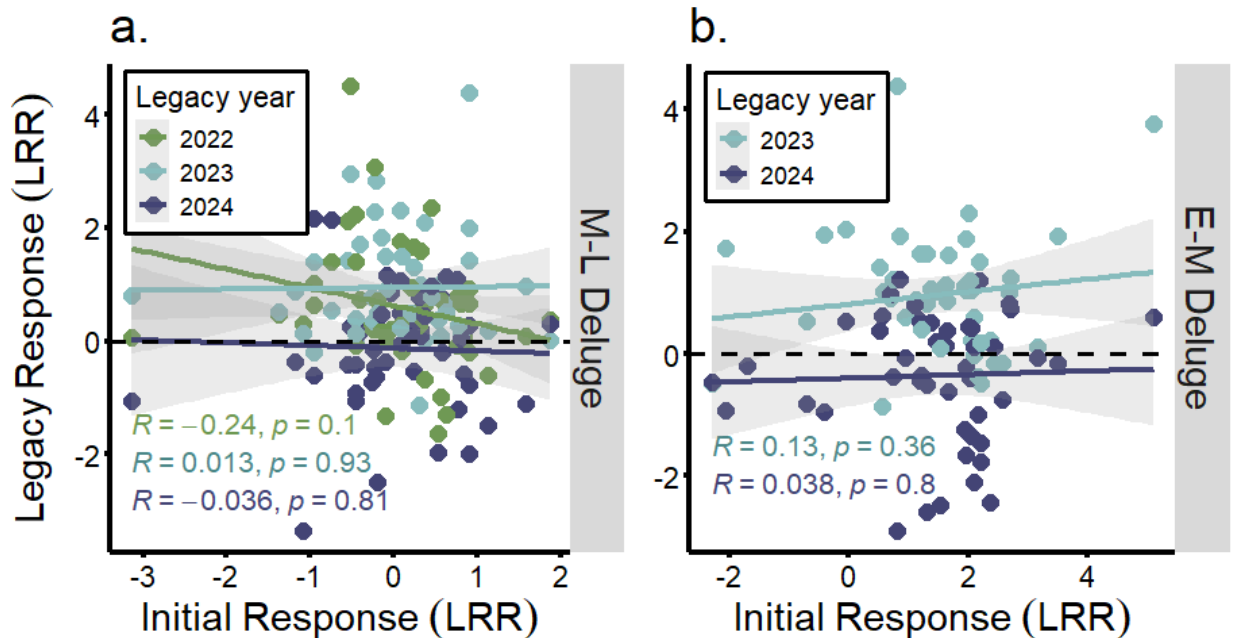 a.
Legacy Response (LRR)
4
2
0
-2
Legacy year
2022
2023
2024
R = −0.24, p = 0.1
R = 0.013, p = 0.93
R = −0.036, p = 0.81
M-L Deluge
-3 -2 -1 0 1 2
Initial Response (LRR)
b.
4
2
0
-2
Legacy year
2023
2024
R = 0.13, p = 0.36
R = 0.038, p = 0.8
E-M Deluge
-2 0 2 4
Initial Response (LRR)